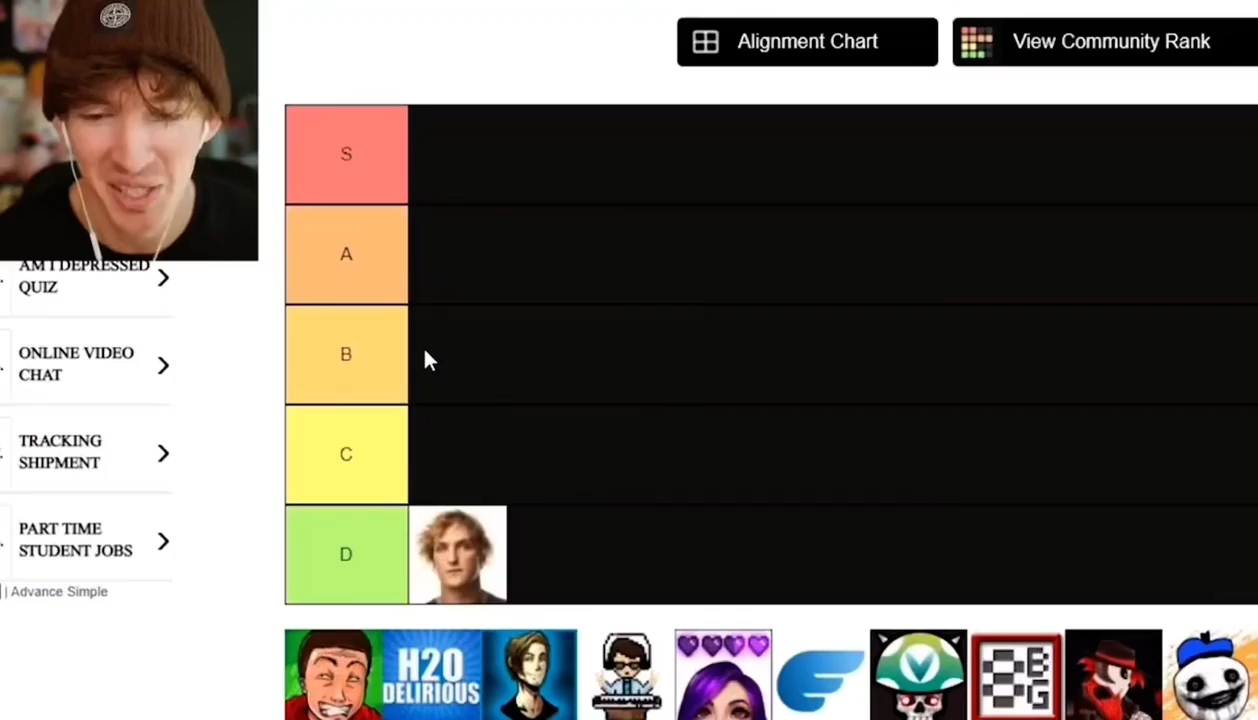 Alignment Chart
View Community Rank
S
A
B
C
D
AM I DEPRESSED
QUIZ
ONLINE VIDEO
CHAT
TRACKING
SHIPMENT
PART TIME
STUDENT JOBS
| Advance Simple
H2O
DELIRIOUS
B
G